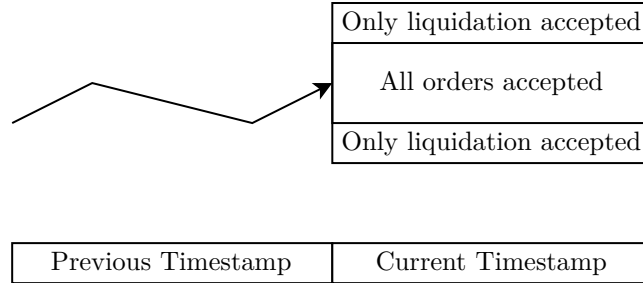 Only liquidation accepted
All orders accepted
Only liquidation accepted
Previous Timestamp
Current Timestamp